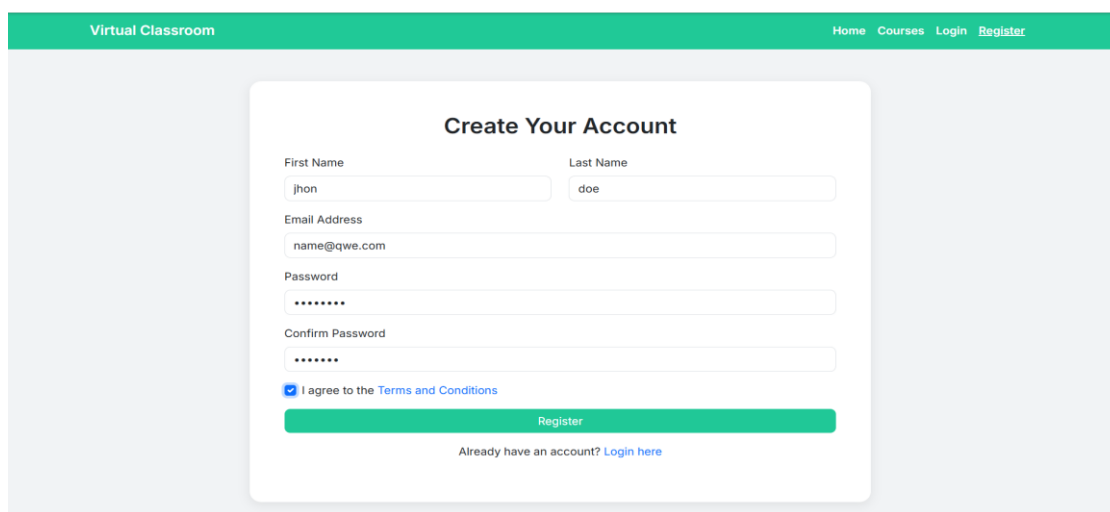 Virtual Classroom
Home Courses Login Register
Create Your Account
First Name Last Name
jhon doe
Email Address
name@qwe.com
Password
••••••••
Confirm Password
•••••••
I agree to the Terms and Conditions
Register
Already have an account? Login here